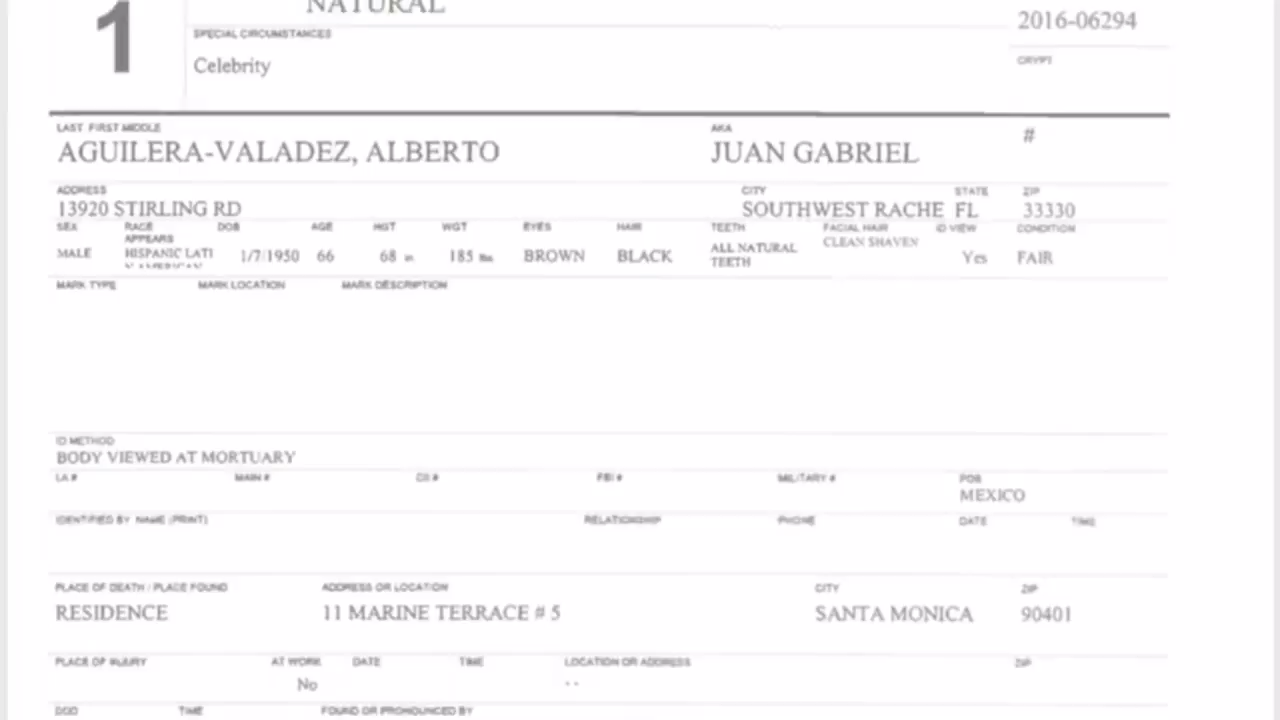 NATURAL
1
SPECIAL CIRCUMSTANCES
2016-06294
Celebrity
CRYPT
LAST FIRST MIDDLE AKA #
AGUILERA-VALADEZ, ALBERTO JUAN GABRIEL
ADDRESS CITY STATE ZIP
13920 STIRLING RD SOUTHWEST RACHE FL 33330
SEX RACE DOB AGE HGT WGT EYES HAIR TEETH FACIAL HAIR ID VIEW CONDITION
APPEARS CLEAN SHAVEN
MALE HISPANIC LATI 1/7/1950 66 68 in. 185 lbs. BROWN BLACK ALL NATURAL Yes FAIR
TEETH
MARK TYPE MARK LOCATION MARK DESCRIPTION
ID METHOD
BODY VIEWED AT MORTUARY
LA # MAIN # CII # FBI # MILITARY # POB
MEXICO
IDENTIFIED BY NAME (PRINT) RELATIONSHIP PHONE DATE TIME
PLACE OF DEATH / PLACE FOUND ADDRESS OR LOCATION CITY ZIP
RESIDENCE 11 MARINE TERRACE # 5 SANTA MONICA 90401
PLACE OF INJURY AT WORK DATE TIME LOCATION OR ADDRESS ZIP
No - -
DOD TIME FOUND OR PRONOUNCED BY